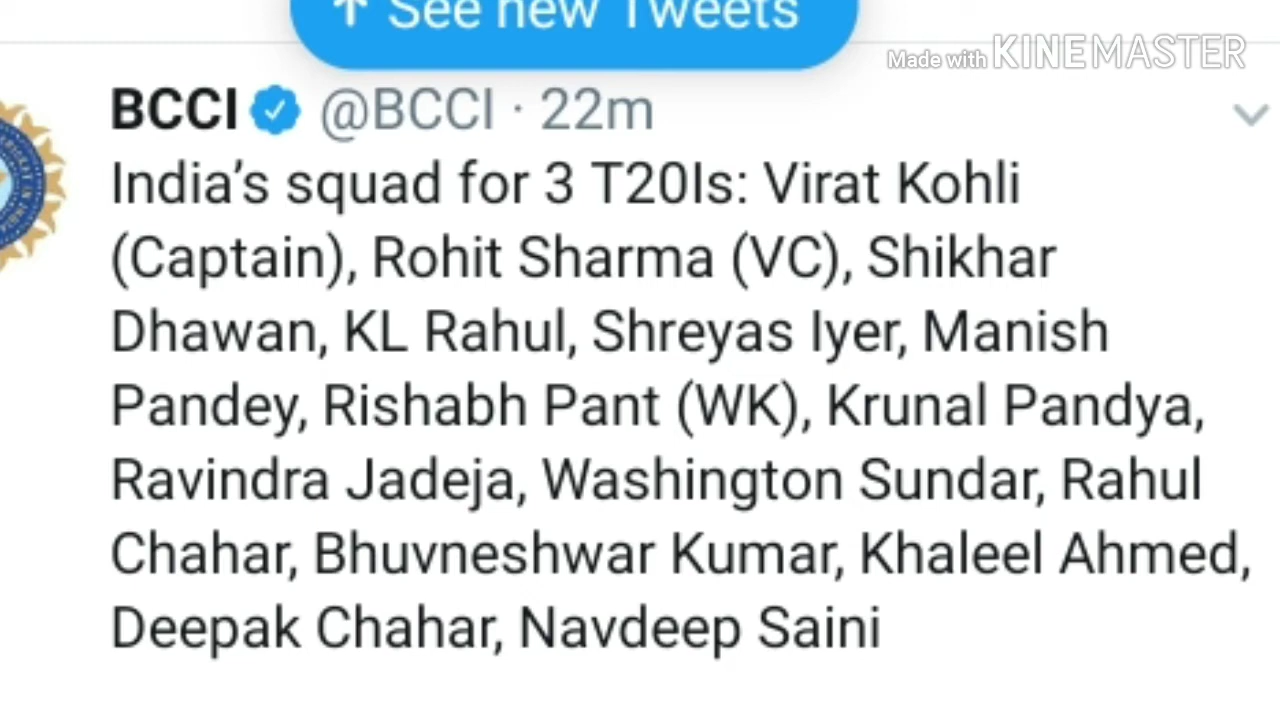 ↑ See new Tweets
Made with KINEMASTER
BCCI @BCCI · 22m
India's squad for 3 T20Is: Virat Kohli
(Captain), Rohit Sharma (VC), Shikhar
Dhawan, KL Rahul, Shreyas Iyer, Manish
Pandey, Rishabh Pant (WK), Krunal Pandya,
Ravindra Jadeja, Washington Sundar, Rahul
Chahar, Bhuvneshwar Kumar, Khaleel Ahmed,
Deepak Chahar, Navdeep Saini